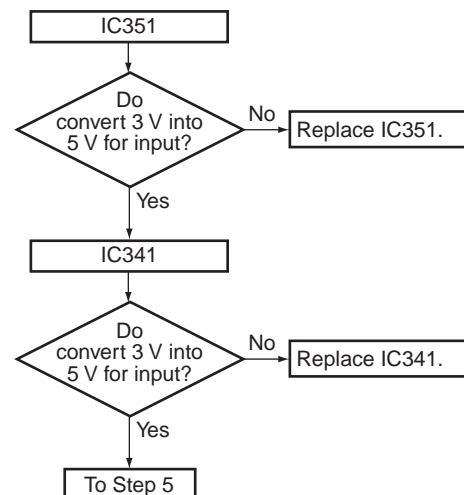 IC351
Do
convert 3 V into
5 V for input?
No
Replace IC351.
Yes
IC341
Do
convert 3 V into
5 V for input?
No
Replace IC341.
Yes
To Step 5